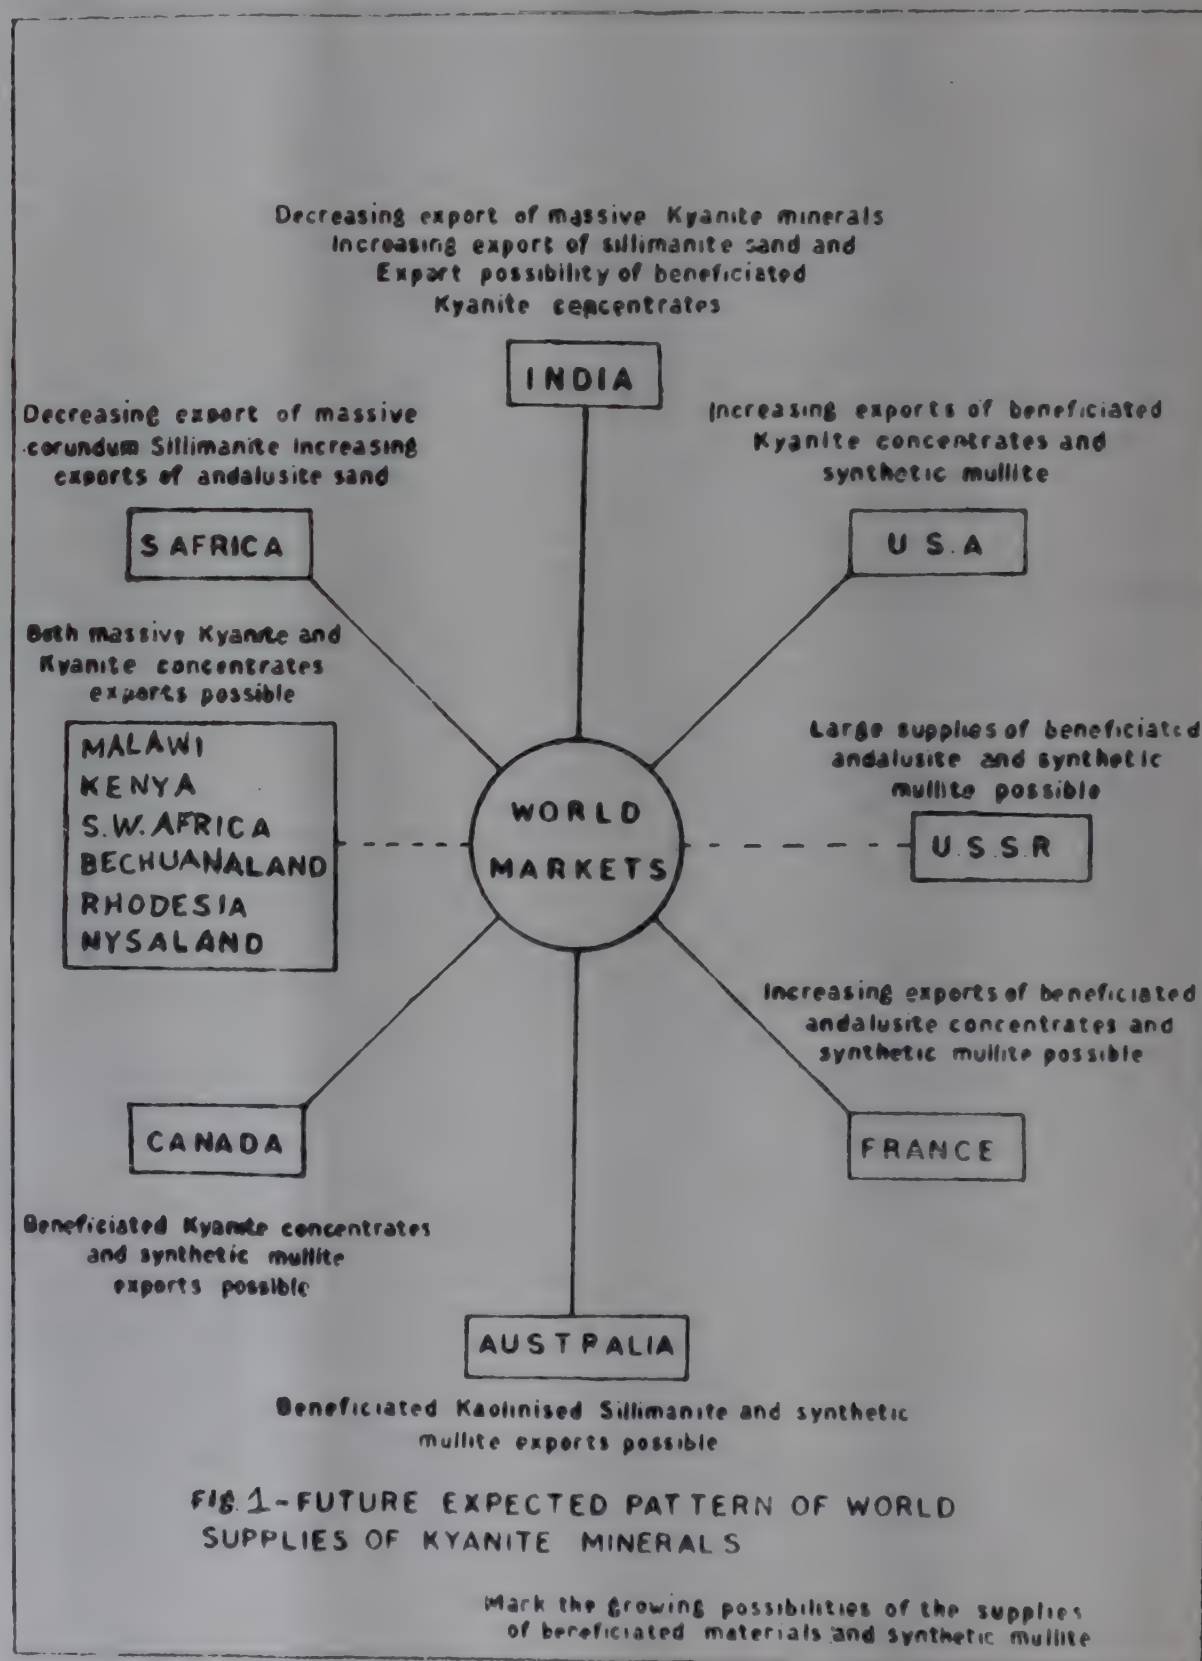 Decreasing export of massive Kyanite minerals
Increasing export of sillimanite sand and
Export possibility of beneficiated
Kyanite cencentrates
INDIA
Decreasing export of massive
corundum Sillimanite increasing
exports of andalusite sand
S AFRICA
Increasing exports of beneficiated
Kyanite concentrates and
synthetic mullite
U S.A
Both massive Kyanite and
Kyanite concentrates
exports possible
MALAWI
KENYA
S.W. AFRICA
BECHUANALAND
RHODESIA
NYSALAND
WORLD
MARKETS
Large supplies of beneficiated
andalusite and synthetic
mullite possible
U.S.S.R
Increasing exports of beneficiated
andalusite concentrates and
synthetic mullite possible
FRANCE
CANADA
Beneficiated Kyanite concentrates
and synthetic mullite
exports possible
AUSTRALIA
Beneficiated Kaolinised Sillimanite and synthetic
mullite exports possible
FIG. 1-FUTURE EXPECTED PATTERN OF WORLD
SUPPLIES OF KYANITE MINERALS
Mark the growing possibilities of the supplies
of bereficiated materials and synthetic mullite